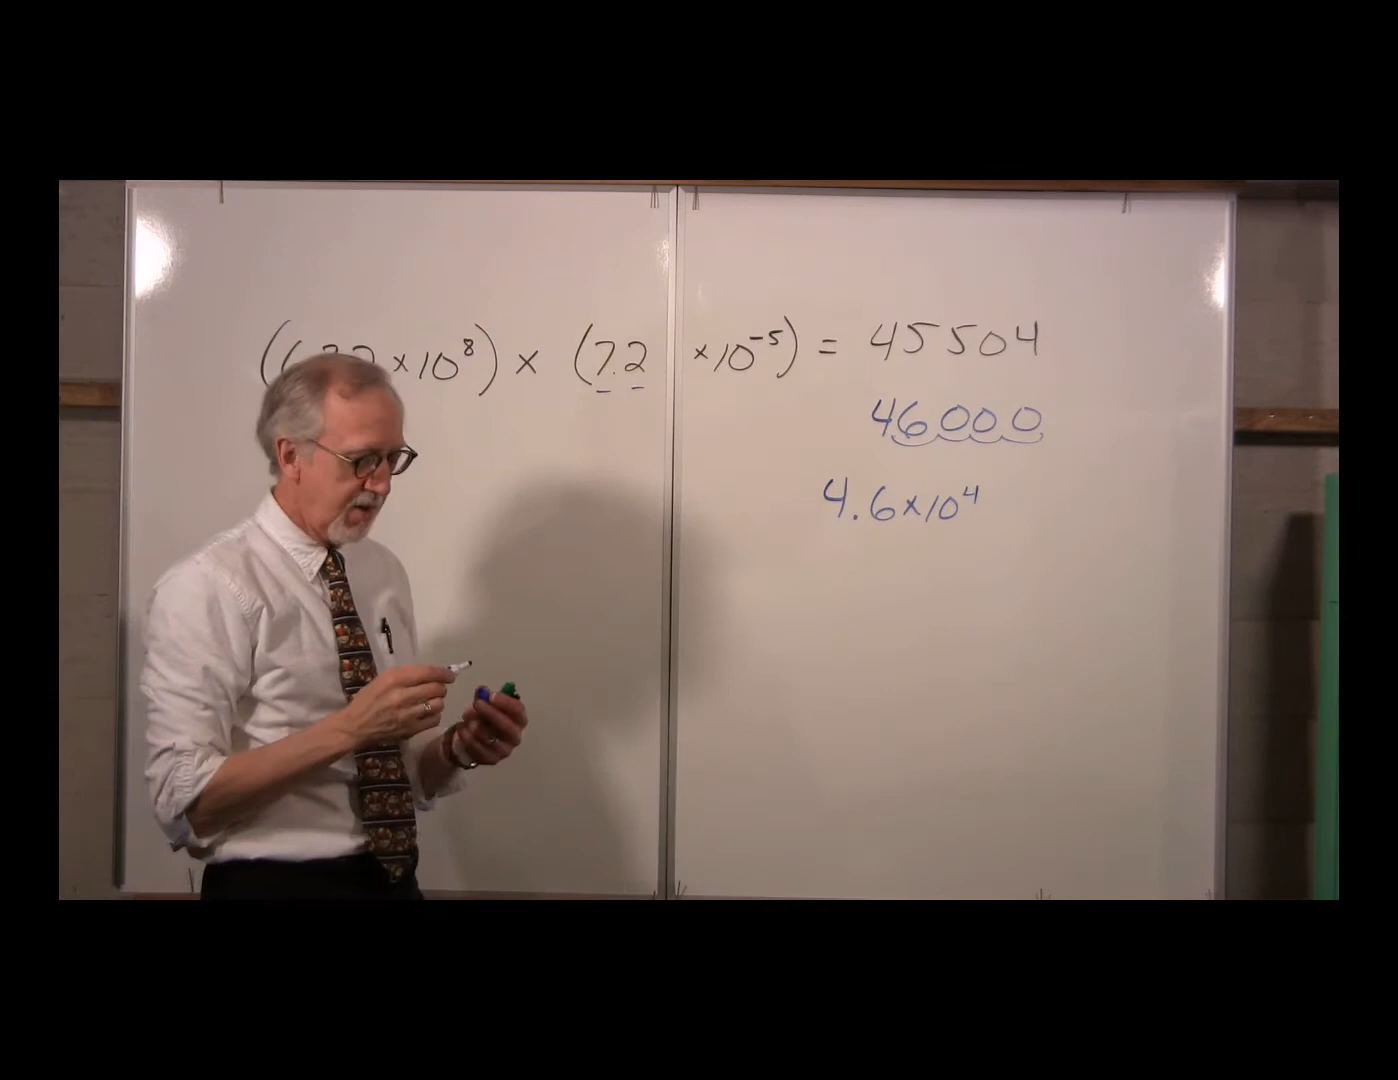 ( × 10⁸) × (7.2 × 10⁻⁵) = 45504
46000
4.6 × 10⁴